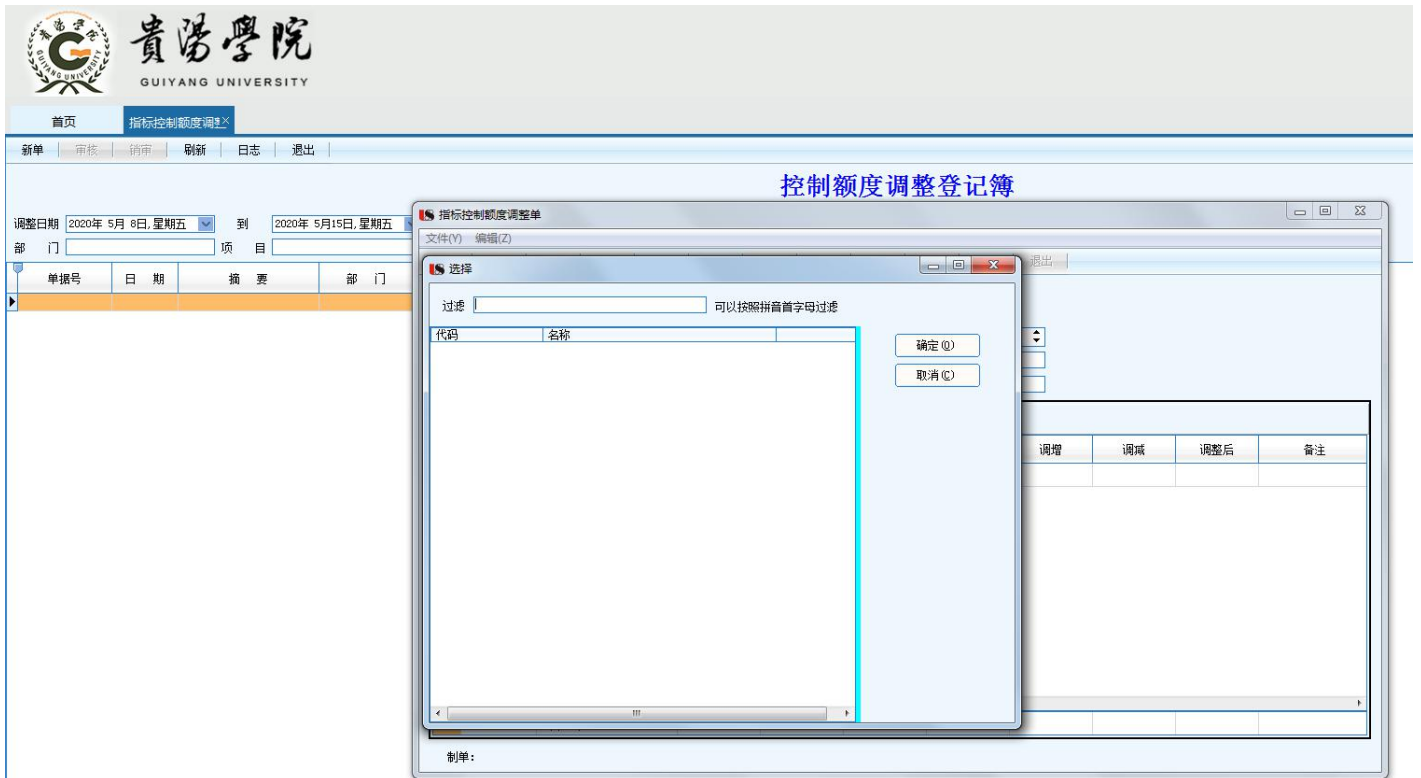 貴陽學院
GUIYANG UNIVERSITY
首页 指标控制额度调整
新单 审核 销审 刷新 日志 退出
控制额度调整登记簿
调整日期 2020年 5月 8日,星期五 到 2020年 5月15日,星期五
部 门 项 目
单据号 日 期 摘 要 部 门
指标控制额度调整单
文件(Y) 编辑(Z)
退出
选择
过滤 可以按照拼音首字母过滤
代码 名称
确定(O)
取消(C)
调增 调减 调整后 备注
制单：